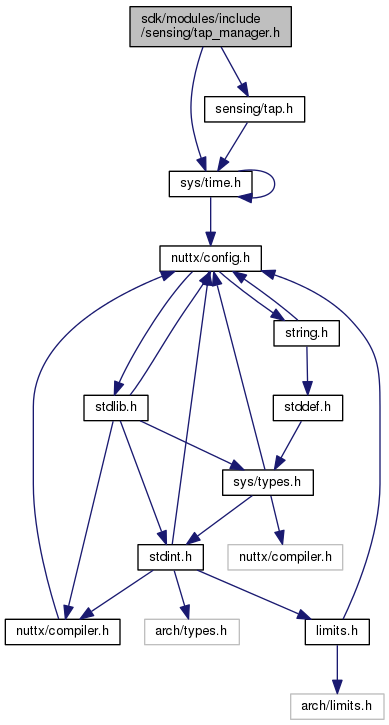 sdk/modules/include
/sensing/tap_manager.h
sensing/tap.h
sys/time.h
nuttx/config.h
string.h
stdlib.h
stddef.h
sys/types.h
stdint.h
nuttx/compiler.h
nuttx/compiler.h
arch/types.h
limits.h
arch/limits.h